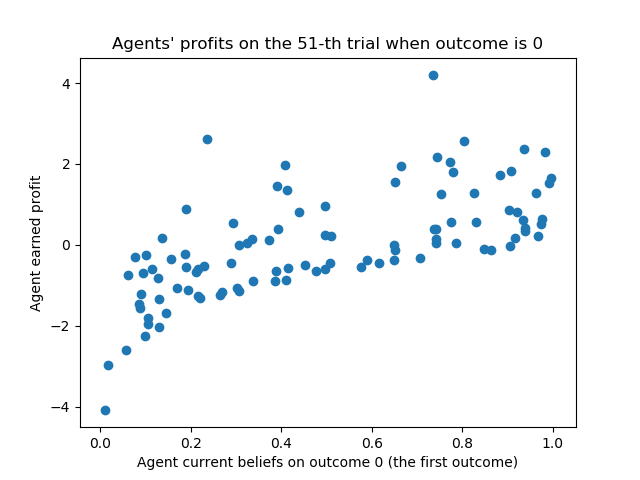 Agents' profits on the 51-th trial when outcome is 0
4
2
0
−2
−4
Agent earned profit
0.0 0.2 0.4 0.6 0.8 1.0
Agent current beliefs on outcome 0 (the first outcome)